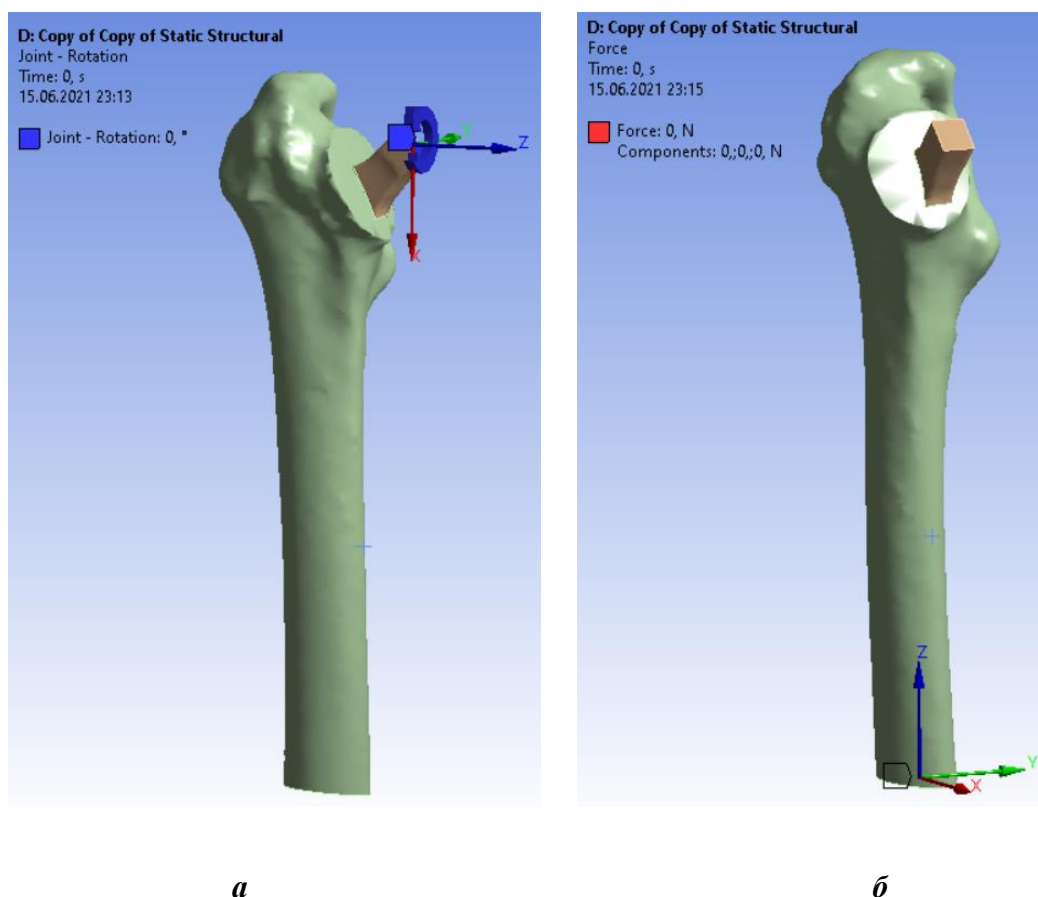 D: Copy of Copy of Static Structural
Joint - Rotation
Time: 0, s
15.06.2021 23:13
Joint - Rotation: 0, °
Y
Z
X
D: Copy of Copy of Static Structural
Force
Time: 0, s
15.06.2021 23:15
Force: 0, N
Components: 0,;0,;0, N
Z
Y
X
а
б